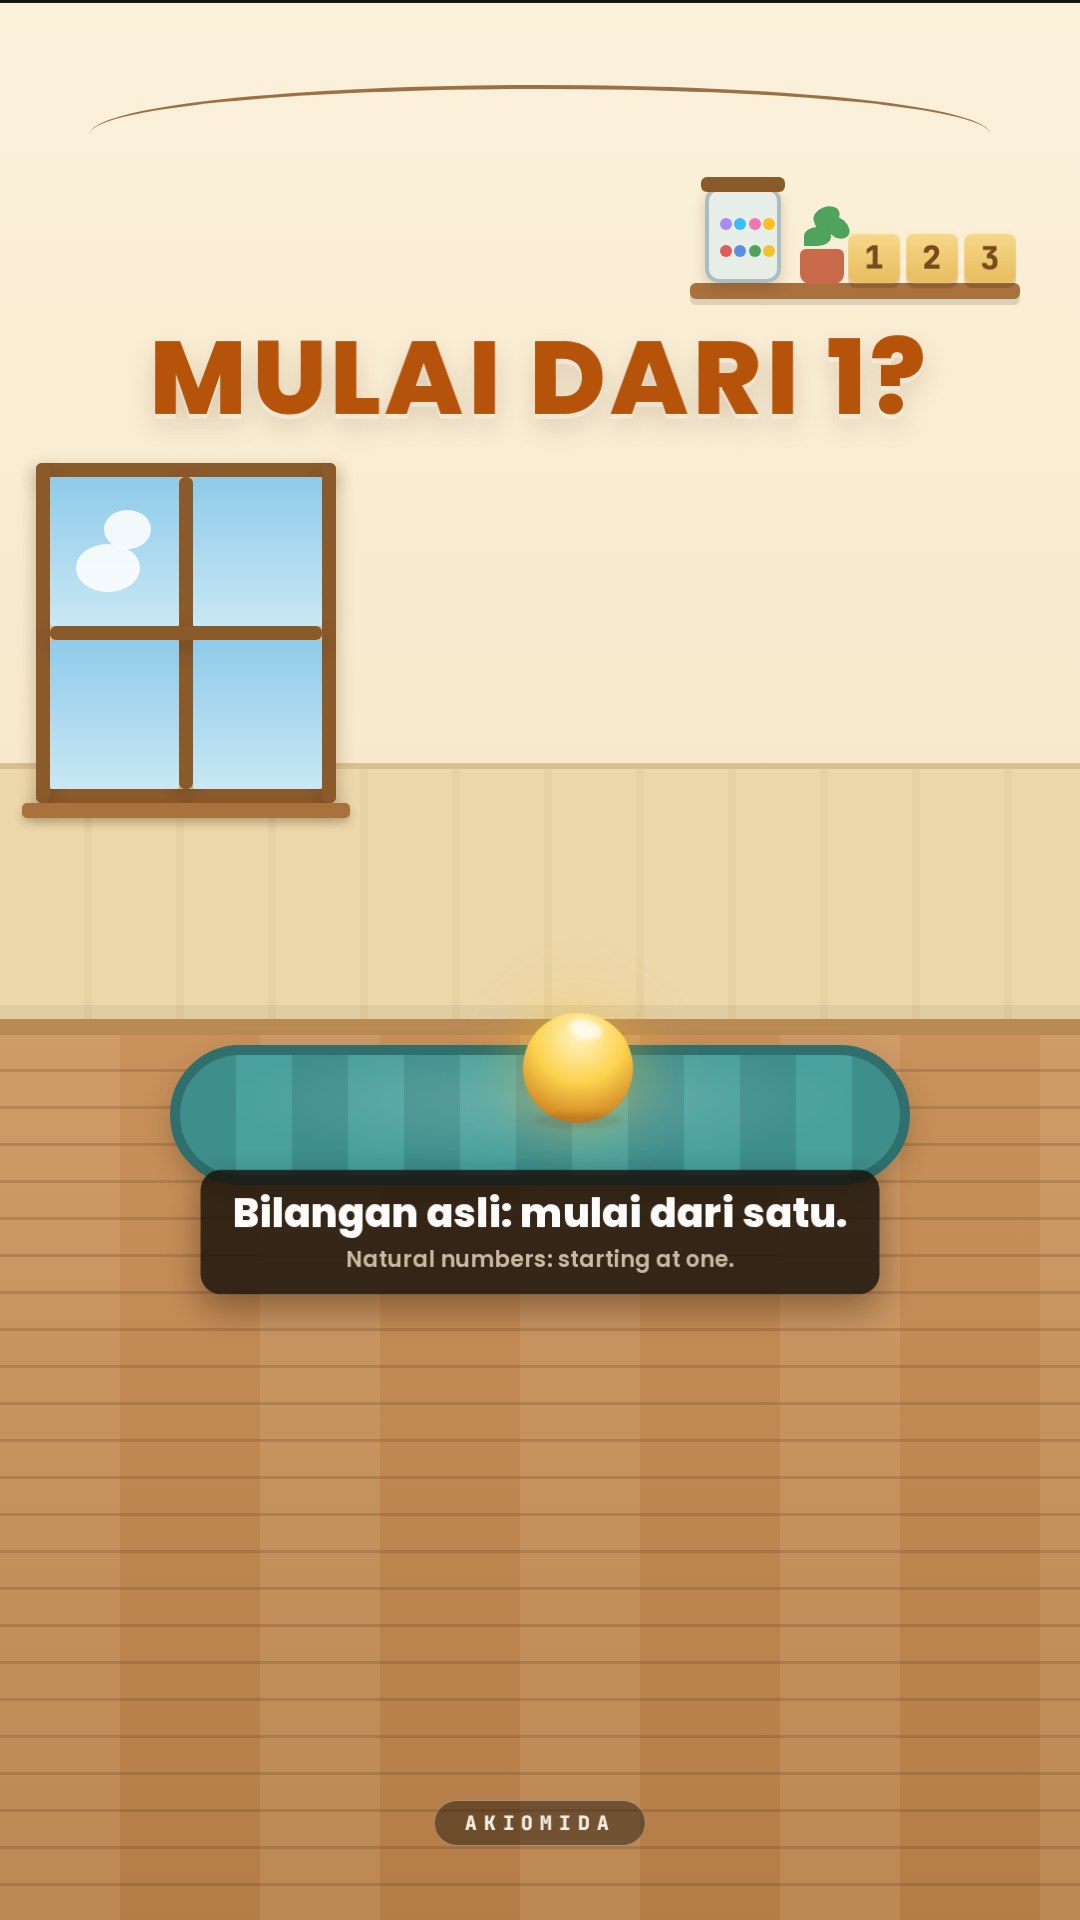 1 2 3
MULAI DARI 1?
Bilangan asli: mulai dari satu.
Natural numbers: starting at one.
AKIOMIDA